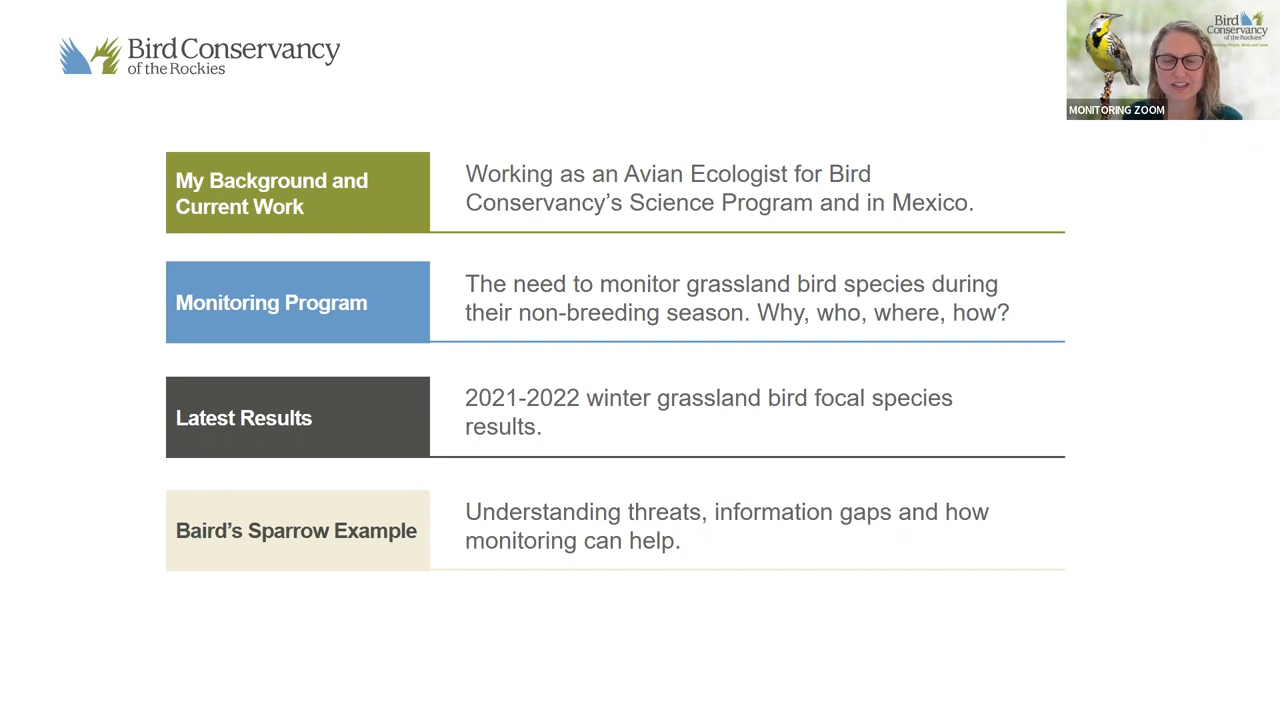 Bird Conservancy
of the Rockies
Bird Conservancy
of the Rockies
MONITORING ZOOM
My Background and
Current Work
Working as an Avian Ecologist for Bird
Conservancy's Science Program and in Mexico.
Monitoring Program
The need to monitor grassland bird species during
their non-breeding season. Why, who, where, how?
Latest Results
2021-2022 winter grassland bird focal species
results.
Baird's Sparrow Example
Understanding threats, information gaps and how
monitoring can help.